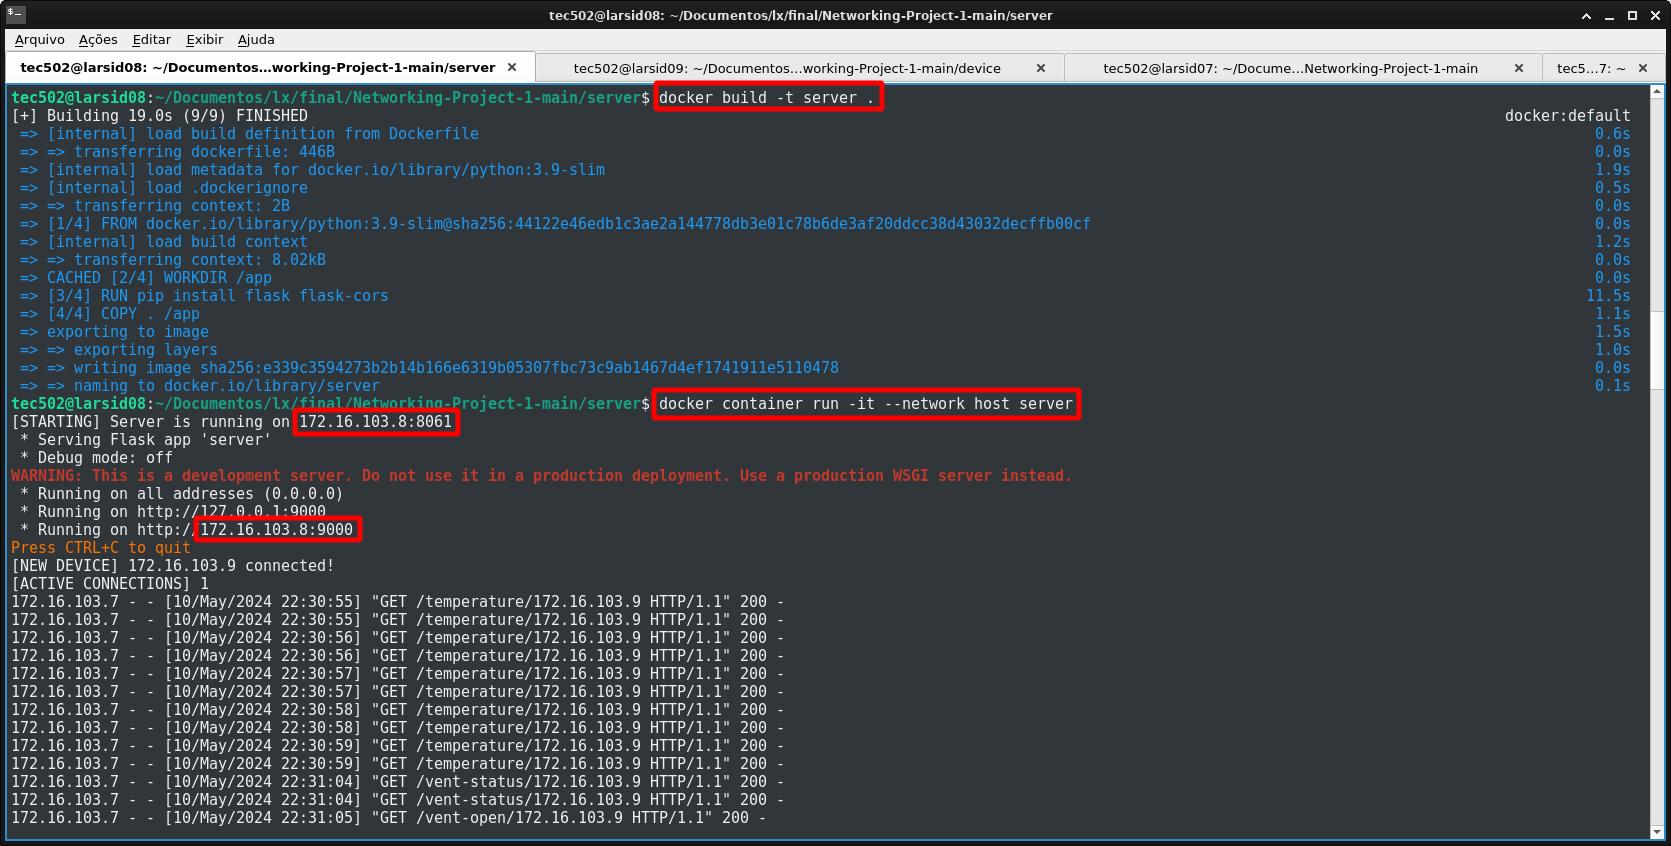 tec502@larsid08: ~/Documentos/lx/final/Networking-Project-1-main/server
Arquivo Ações Editar Exibir Ajuda
tec502@larsid08: ~/Documentos...working-Project-1-main/server tec502@larsid09: ~/Documentos...working-Project-1-main/device tec502@larsid07: ~/Docume...Networking-Project-1-main tec5...7: ~
tec502@larsid08:~/Documentos/lx/final/Networking-Project-1-main/server$ docker build -t server .
[+] Building 19.0s (9/9) FINISHED docker:default
=> [internal] load build definition from Dockerfile 0.6s
=> => transferring dockerfile: 446B 0.0s
=> [internal] load metadata for docker.io/library/python:3.9-slim 1.9s
=> [internal] load .dockerignore 0.5s
=> => transferring context: 2B 0.0s
=> [1/4] FROM docker.io/library/python:3.9-slim@sha256:44122e46edb1c3ae2a144778db3e01c78b6de3af20ddcc38d43032decffb00cf 0.0s
=> [internal] load build context 1.2s
=> => transferring context: 8.02kB 0.0s
=> CACHED [2/4] WORKDIR /app 0.0s
=> [3/4] RUN pip install flask flask-cors 11.5s
=> [4/4] COPY . /app 1.1s
=> exporting to image 1.5s
=> => exporting layers 1.0s
=> => writing image sha256:e339c3594273b2b14b166e6319b05307fbc73c9ab1467d4ef1741911e5110478 0.0s
=> => naming to docker.io/library/server 0.1s
tec502@larsid08:~/Documentos/lx/final/Networking-Project-1-main/server$ docker container run -it --network host server
[STARTING] Server is running on 172.16.103.8:8061
* Serving Flask app 'server'
* Debug mode: off
WARNING: This is a development server. Do not use it in a production deployment. Use a production WSGI server instead.
* Running on all addresses (0.0.0.0)
* Running on http://127.0.0.1:9000
* Running on http://172.16.103.8:9000
Press CTRL+C to quit
[NEW DEVICE] 172.16.103.9 connected!
[ACTIVE CONNECTIONS] 1
172.16.103.7 - - [10/May/2024 22:30:55] "GET /temperature/172.16.103.9 HTTP/1.1" 200 -
172.16.103.7 - - [10/May/2024 22:30:55] "GET /temperature/172.16.103.9 HTTP/1.1" 200 -
172.16.103.7 - - [10/May/2024 22:30:56] "GET /temperature/172.16.103.9 HTTP/1.1" 200 -
172.16.103.7 - - [10/May/2024 22:30:56] "GET /temperature/172.16.103.9 HTTP/1.1" 200 -
172.16.103.7 - - [10/May/2024 22:30:57] "GET /temperature/172.16.103.9 HTTP/1.1" 200 -
172.16.103.7 - - [10/May/2024 22:30:57] "GET /temperature/172.16.103.9 HTTP/1.1" 200 -
172.16.103.7 - - [10/May/2024 22:30:58] "GET /temperature/172.16.103.9 HTTP/1.1" 200 -
172.16.103.7 - - [10/May/2024 22:30:58] "GET /temperature/172.16.103.9 HTTP/1.1" 200 -
172.16.103.7 - - [10/May/2024 22:30:59] "GET /temperature/172.16.103.9 HTTP/1.1" 200 -
172.16.103.7 - - [10/May/2024 22:30:59] "GET /temperature/172.16.103.9 HTTP/1.1" 200 -
172.16.103.7 - - [10/May/2024 22:31:04] "GET /vent-status/172.16.103.9 HTTP/1.1" 200 -
172.16.103.7 - - [10/May/2024 22:31:04] "GET /vent-status/172.16.103.9 HTTP/1.1" 200 -
172.16.103.7 - - [10/May/2024 22:31:05] "GET /vent-open/172.16.103.9 HTTP/1.1" 200 -